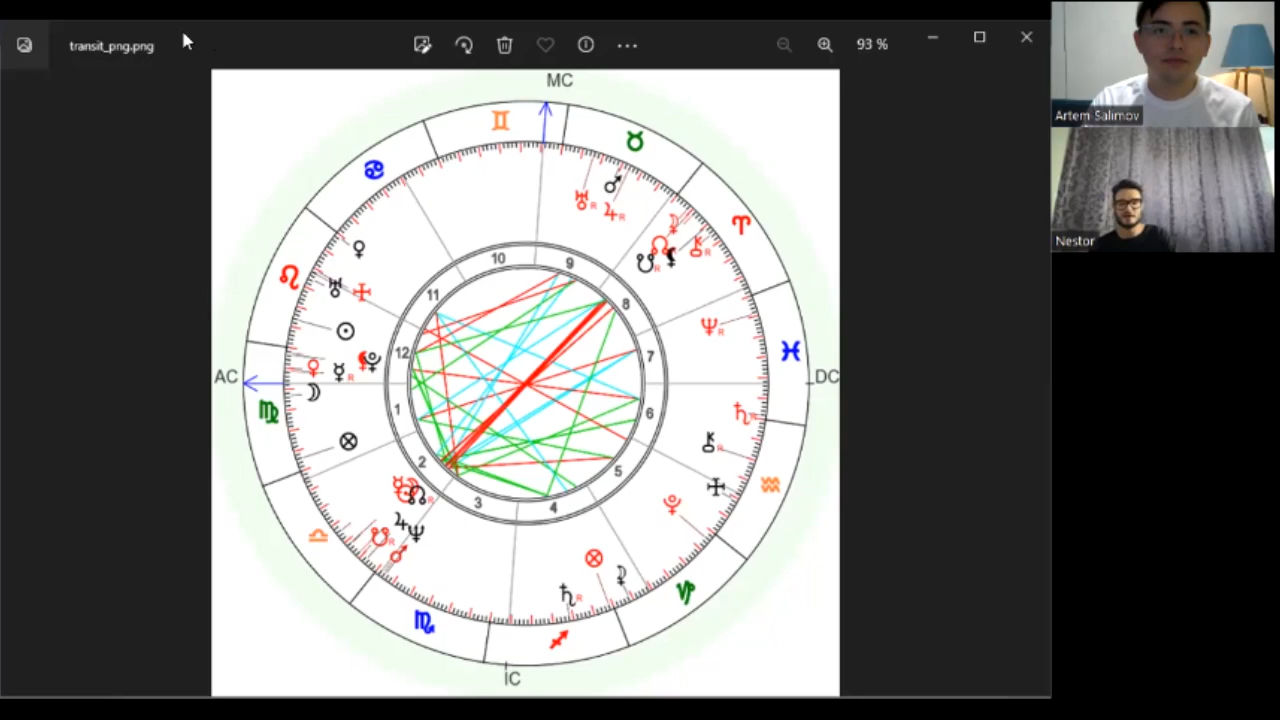 transit_png.png
93 %
MC
AC
DC
IC
10
9
11
8
12
7
1
6
2
5
3
4
R
R
R
R
R
R
R
R
R
R
R
R
Artem Salimov
Nestor